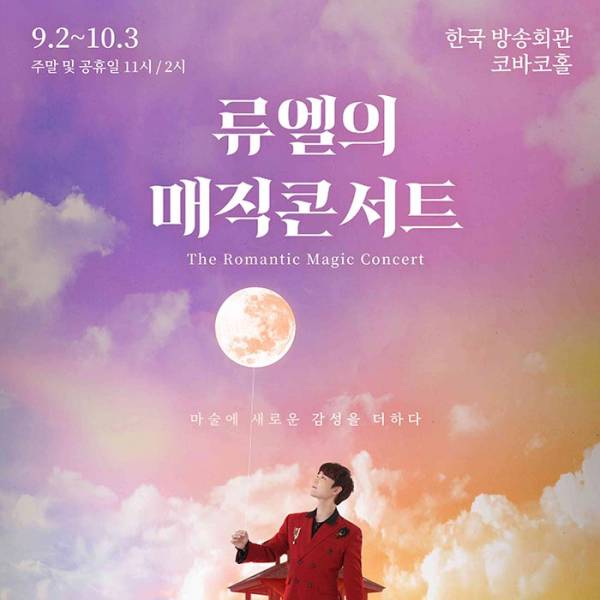 9.2~10.3
주말 및 공휴일 11시 / 2시
한국 방송회관
코바코홀
류엘의
매직콘서트
The Romantic Magic Concert
마술에 새로운 감성을 더하다